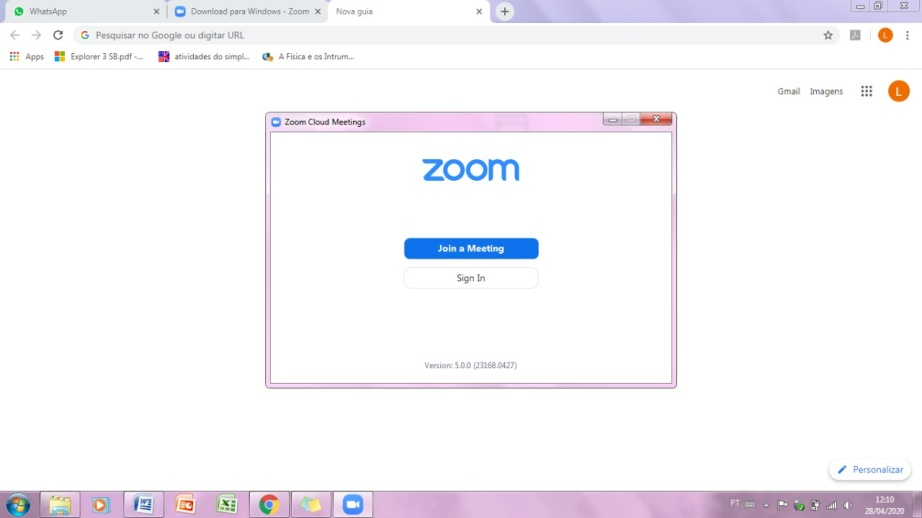 WhatsApp
Download para Windows - Zoom
Nova guia
Pesquisar no Google ou digitar URL
Apps
Explorer 3 SB.pdf -...
atividades do simpl...
A Física e os Intrum...
Gmail
Imagens
L
L
Zoom Cloud Meetings
zoom
Join a Meeting
Sign In
Version: 5.0.0 (23168.0427)
Personalizar
PT
12:10
28/04/2020